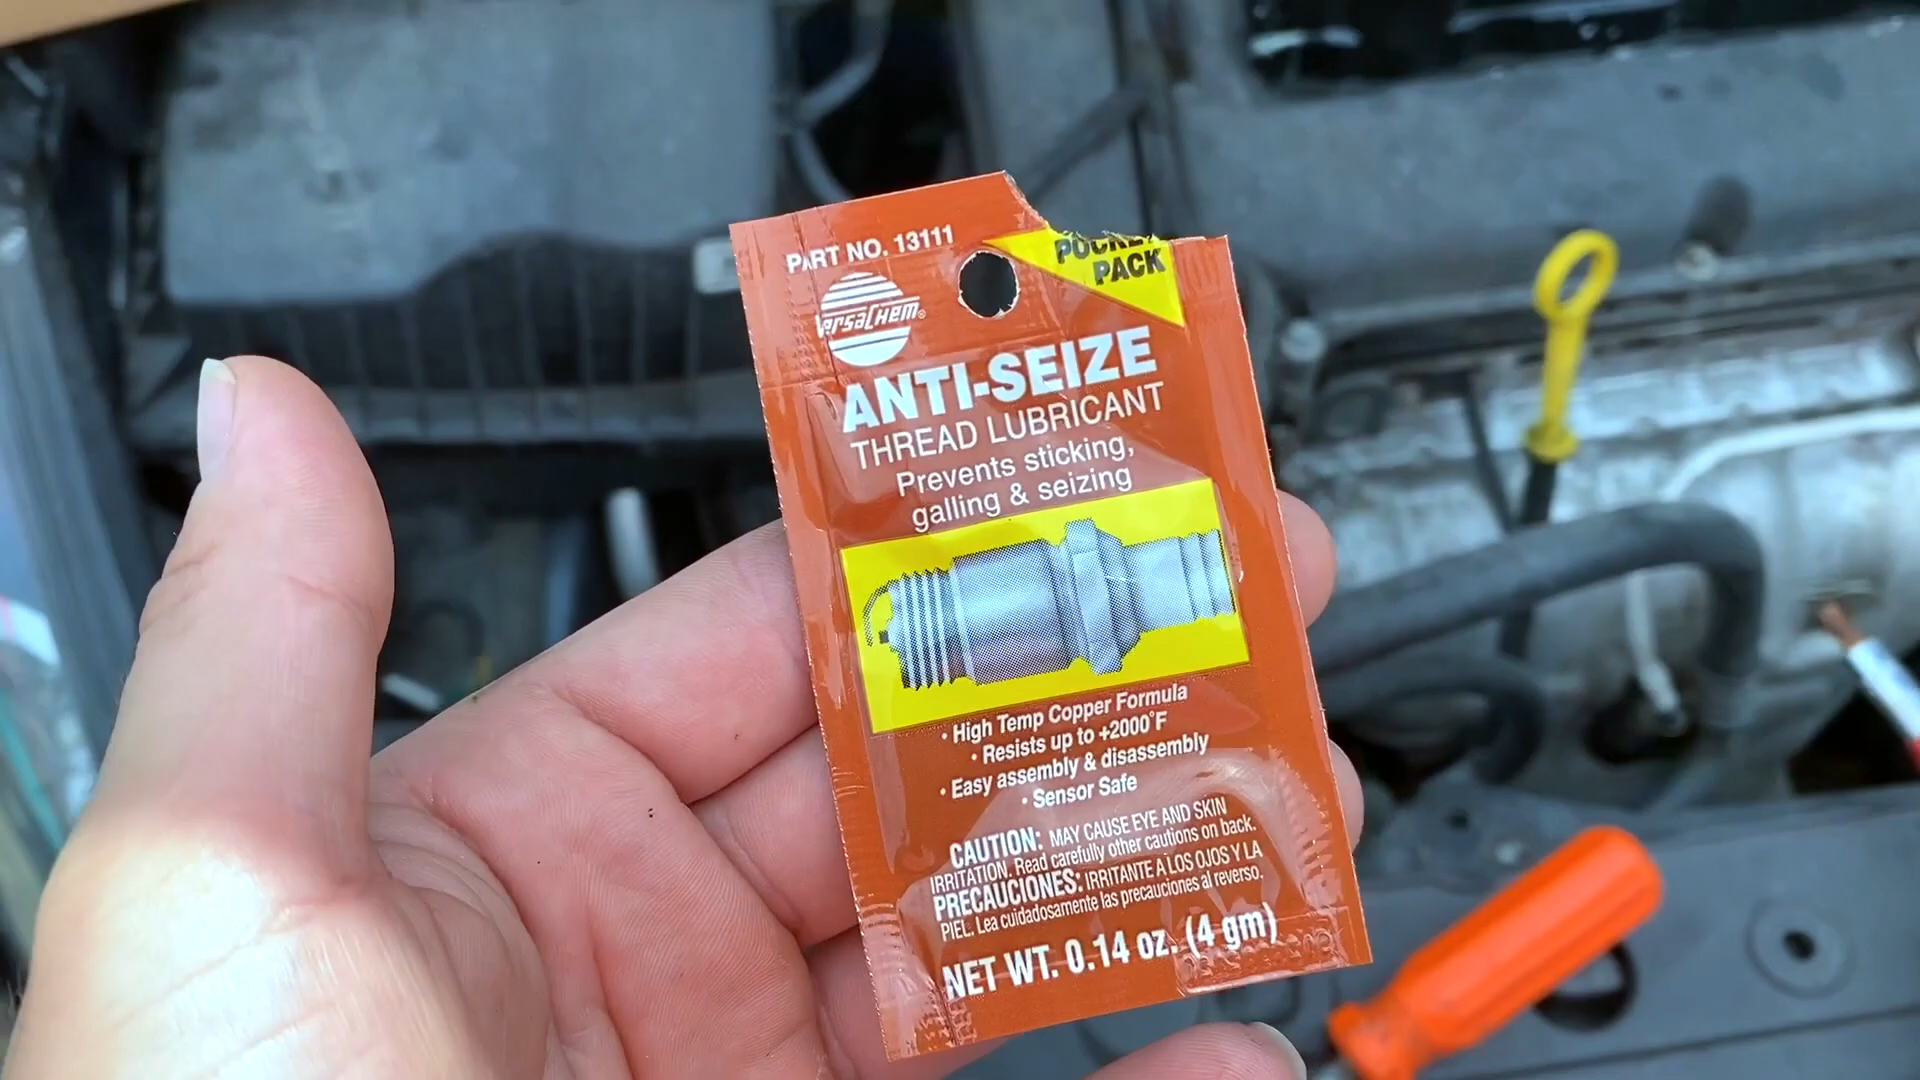 PART NO. 13111
POCKET
PACK
VERSACHEM®
ANTI-SEIZE
THREAD LUBRICANT
Prevents sticking,
galling & seizing
• High Temp Copper Formula
• Resists up to +2000°F
• Easy assembly & disassembly
• Sensor Safe
CAUTION: MAY CAUSE EYE AND SKIN
IRRITATION. Read carefully other cautions on back.
PRECAUCIONES: IRRITANTE A LOS OJOS Y LA
PIEL. Lea cuidadosamente las precauciones al reverso.
NET WT. 0.14 oz. (4 gm)